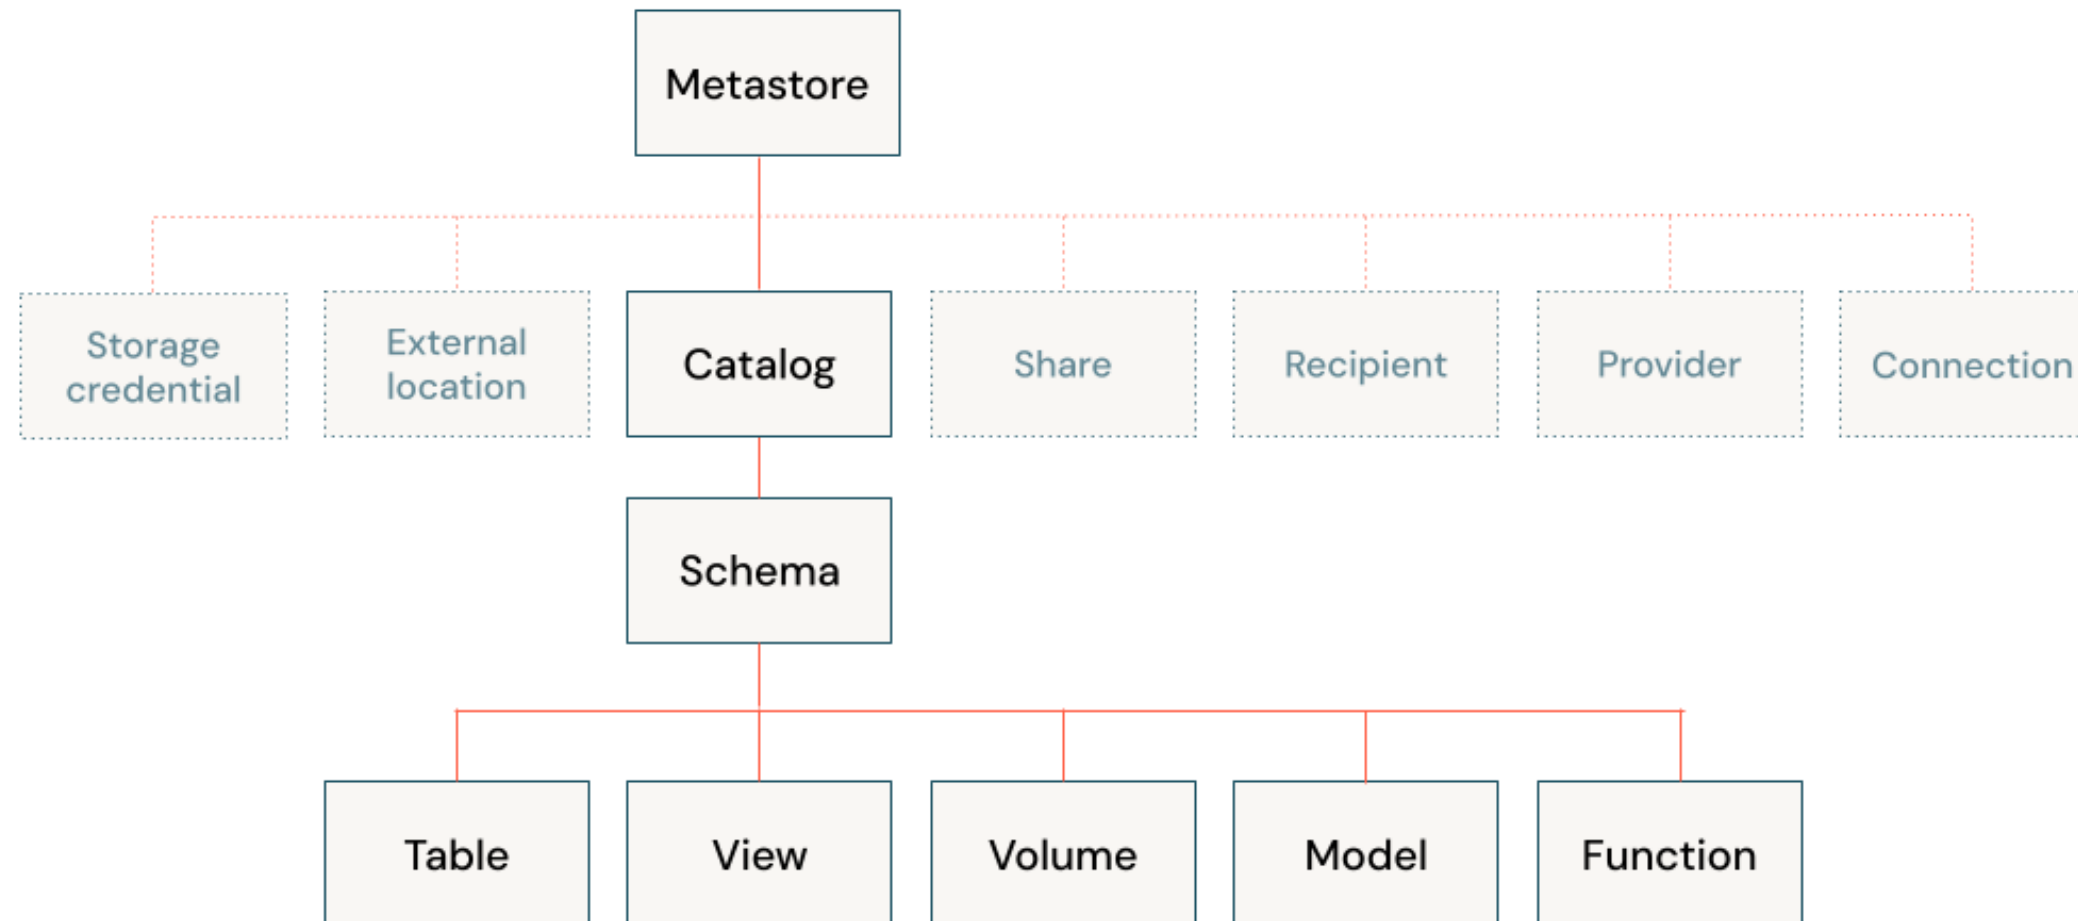 Metastore
Storage
credential
External
location
Catalog
Share
Recipient
Provider
Connection
Schema
Table
View
Volume
Model
Function